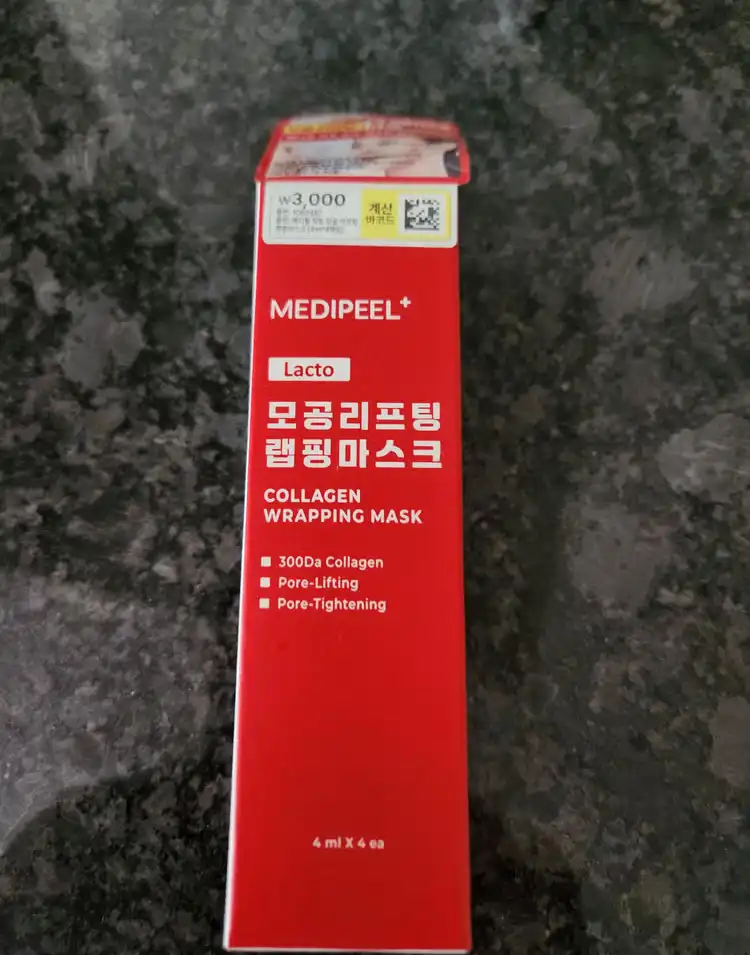 ₩3,000
계산
바코드
MEDIPEEL+
Lacto
모공리프팅
랩핑마스크
COLLAGEN
WRAPPING MASK
300Da Collagen
Pore-Lifting
Pore-Tightening
4 ml X 4 ea